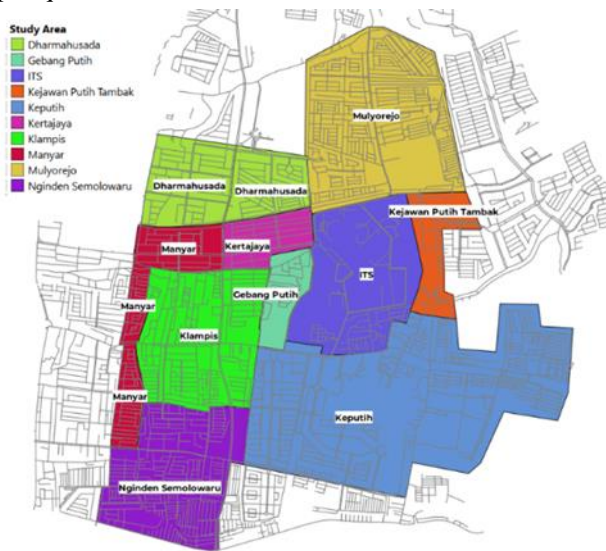 Study Area
Dharmahusada
Gebang Putih
ITS
Kejawan Putih Tambak
Keputih
Kertajaya
Klampis
Manyar
Mulyorejo
Nginden Semolowaru
Mulyorejo
Dharmahusada
Dharmahusada
Kejawan Putih Tambak
Manyar
Kertajaya
ITS
Gebang Putih
Manyar
Klampis
Manyar
Keputih
Nginden Semolowaru